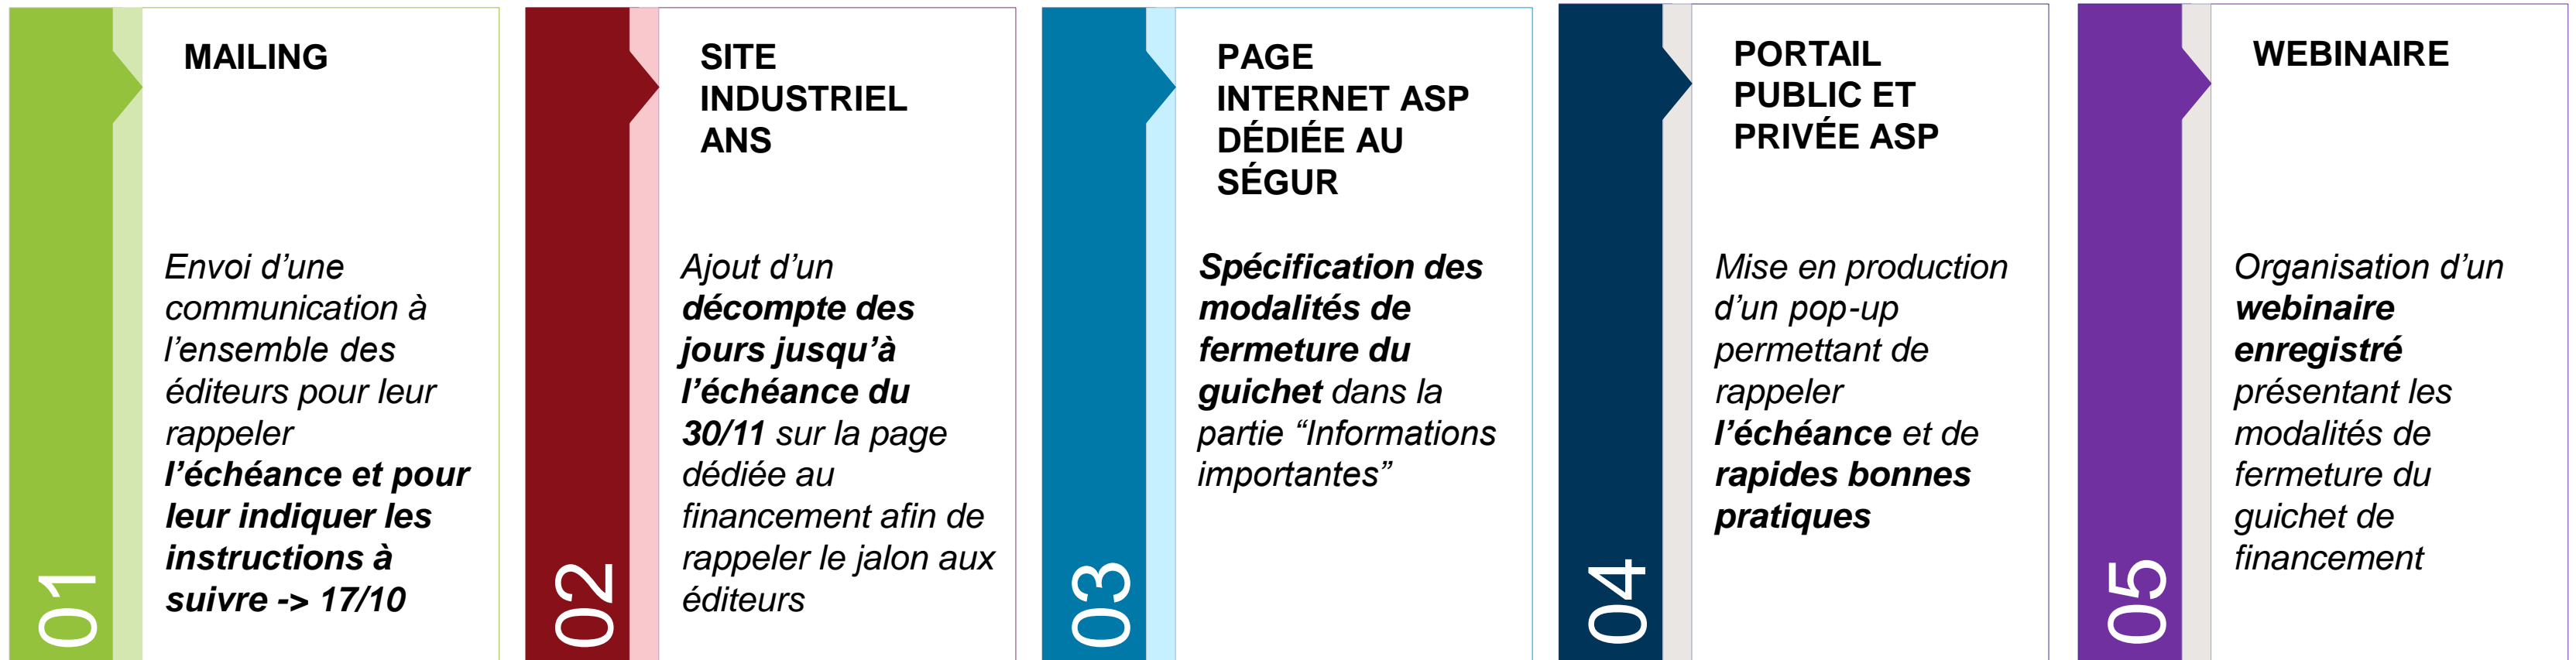 MAILING
Envoi d’une
communication à
l’ensemble des
éditeurs pour leur
rappeler
l’échéance et pour
leur indiquer les
instructions à
suivre -> 17/10
01
SITE
INDUSTRIEL
ANS
Ajout d’un
décompte des
jours jusqu’à
l’échéance du
30/11 sur la page
dédiée au
financement afin de
rappeler le jalon aux
éditeurs
02
PAGE
INTERNET ASP
DÉDIÉE AU
SÉGUR
Spécification des
modalités de
fermeture du
guichet dans la
partie “Informations
importantes”
03
PORTAIL
PUBLIC ET
PRIVÉE ASP
Mise en production
d’un pop-up
permettant de
rappeler
l’échéance et de
rapides bonnes
pratiques
04
WEBINAIRE
Organisation d’un
webinaire
enregistré
présentant les
modalités de
fermeture du
guichet de
financement
05